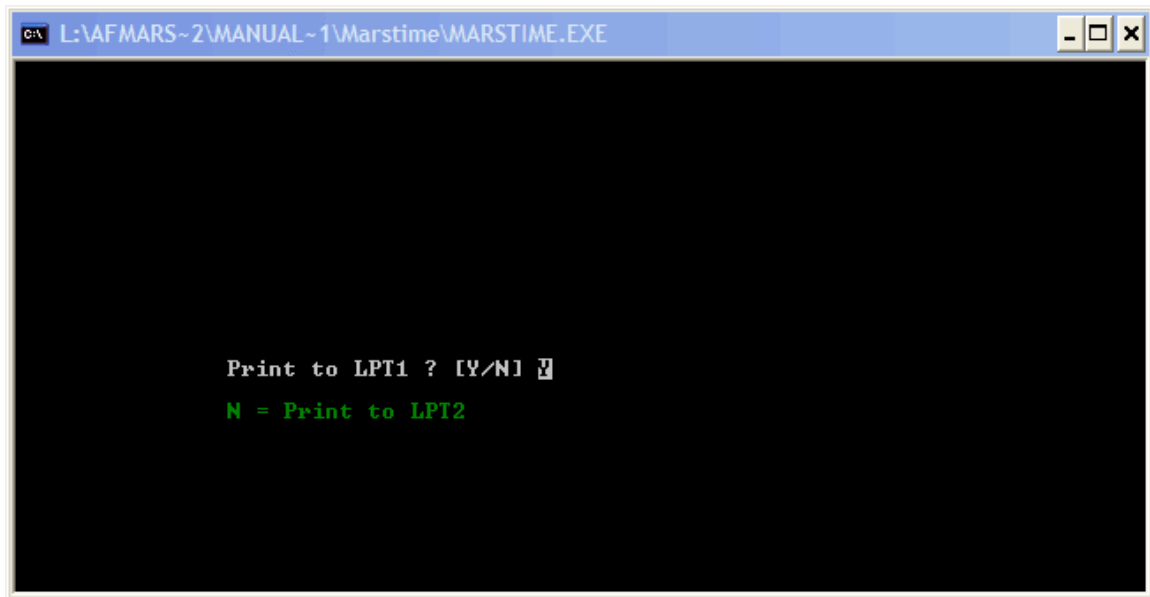 L:\AFMARS~2\MANUAL~1\Marstime\MARSTIME.EXE
Print to LPT1 ? [Y/N] Y
N = Print to LPT2